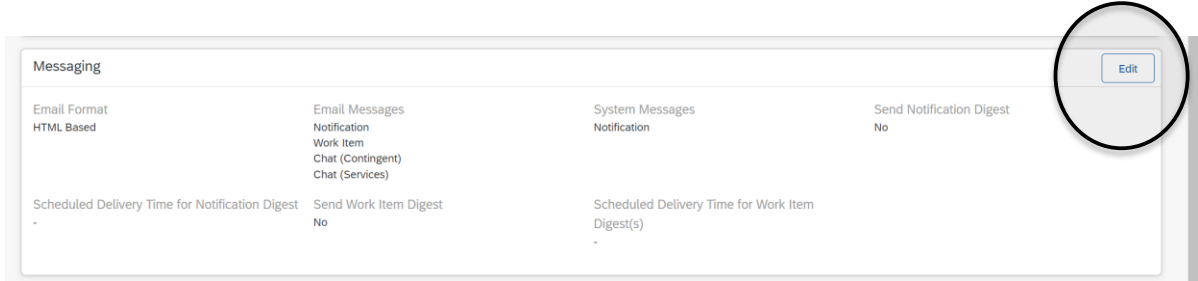 Messaging
Edit
Email Format
HTML Based
Email Messages
Notification
Work Item
Chat (Contingent)
Chat (Services)
System Messages
Notification
Send Notification Digest
No
Scheduled Delivery Time for Notification Digest
-
Send Work Item Digest
No
Scheduled Delivery Time for Work Item
Digest(s)
-